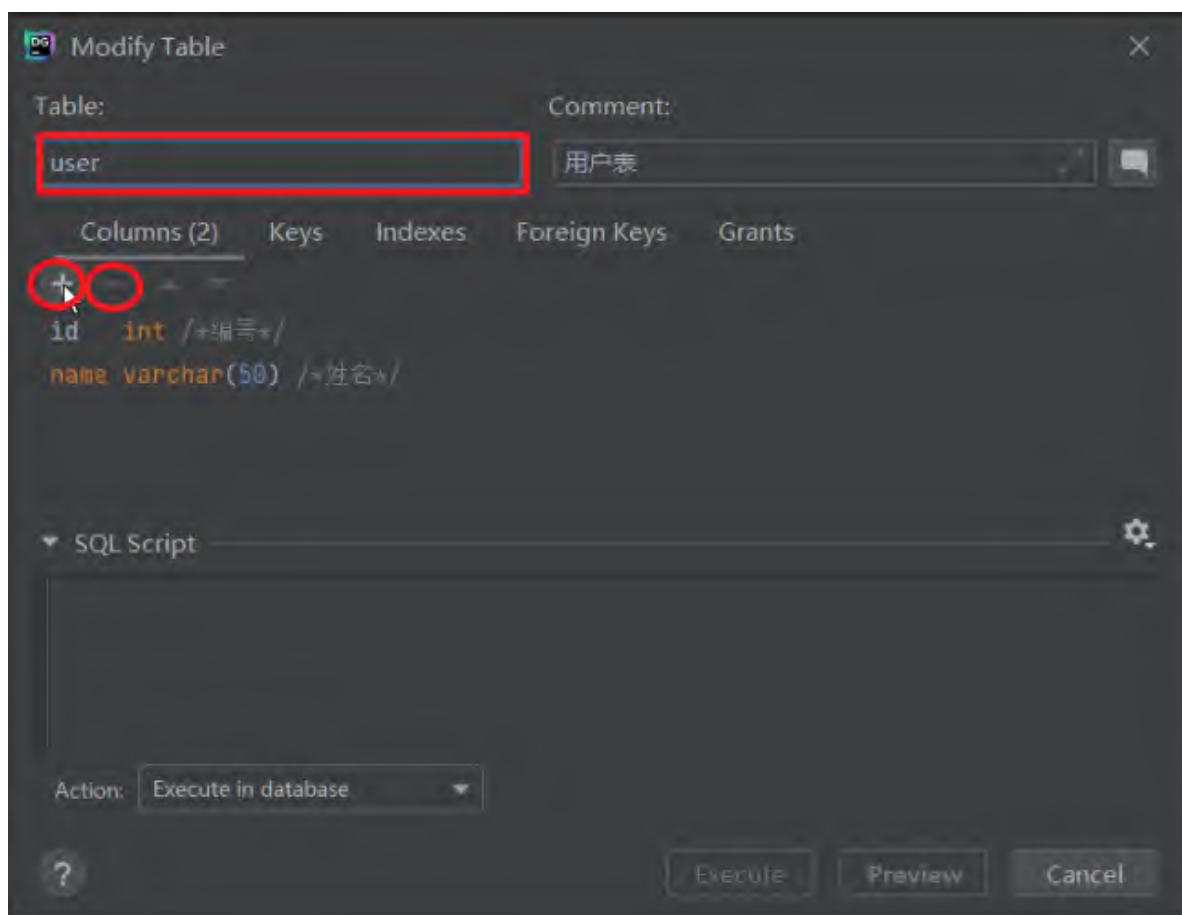 DG Modify Table
Table: Comment:
user 用户表
Columns (2) Keys Indexes Foreign Keys Grants
id int /*编号*/
name varchar(50) /*姓名*/
SQL Script
Action: Execute in database
? Execute Preview Cancel